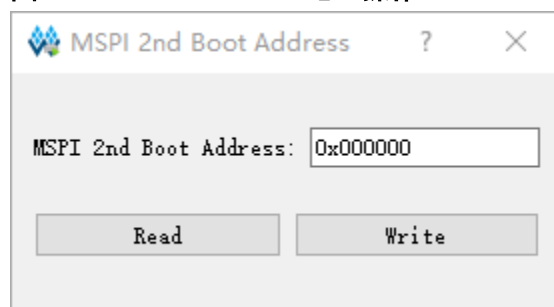 MSPI 2nd Boot Address ? ×
MSPI 2nd Boot Address: 0x000000
Read Write